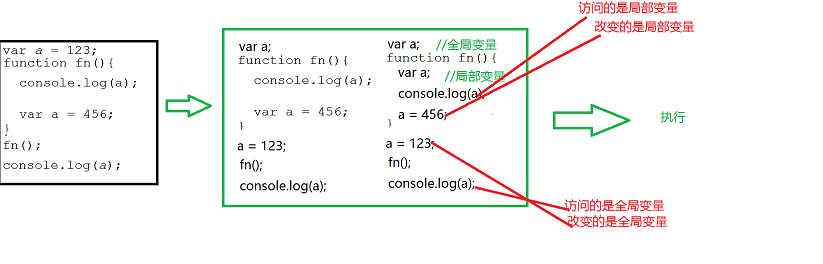 var a = 123;
function fn(){
console.log(a);
var a = 456;
}
fn();
console.log(a);
var a;
function fn(){
console.log(a);
var a = 456;
}
a = 123;
fn();
console.log(a);
var a; //全局变量
function fn(){
var a; //局部变量
console.log(a);
a = 456;
}
a = 123;
fn();
console.log(a);
访问的是局部变量
改变的是局部变量
执行
访问的是全局变量
改变的是全局变量